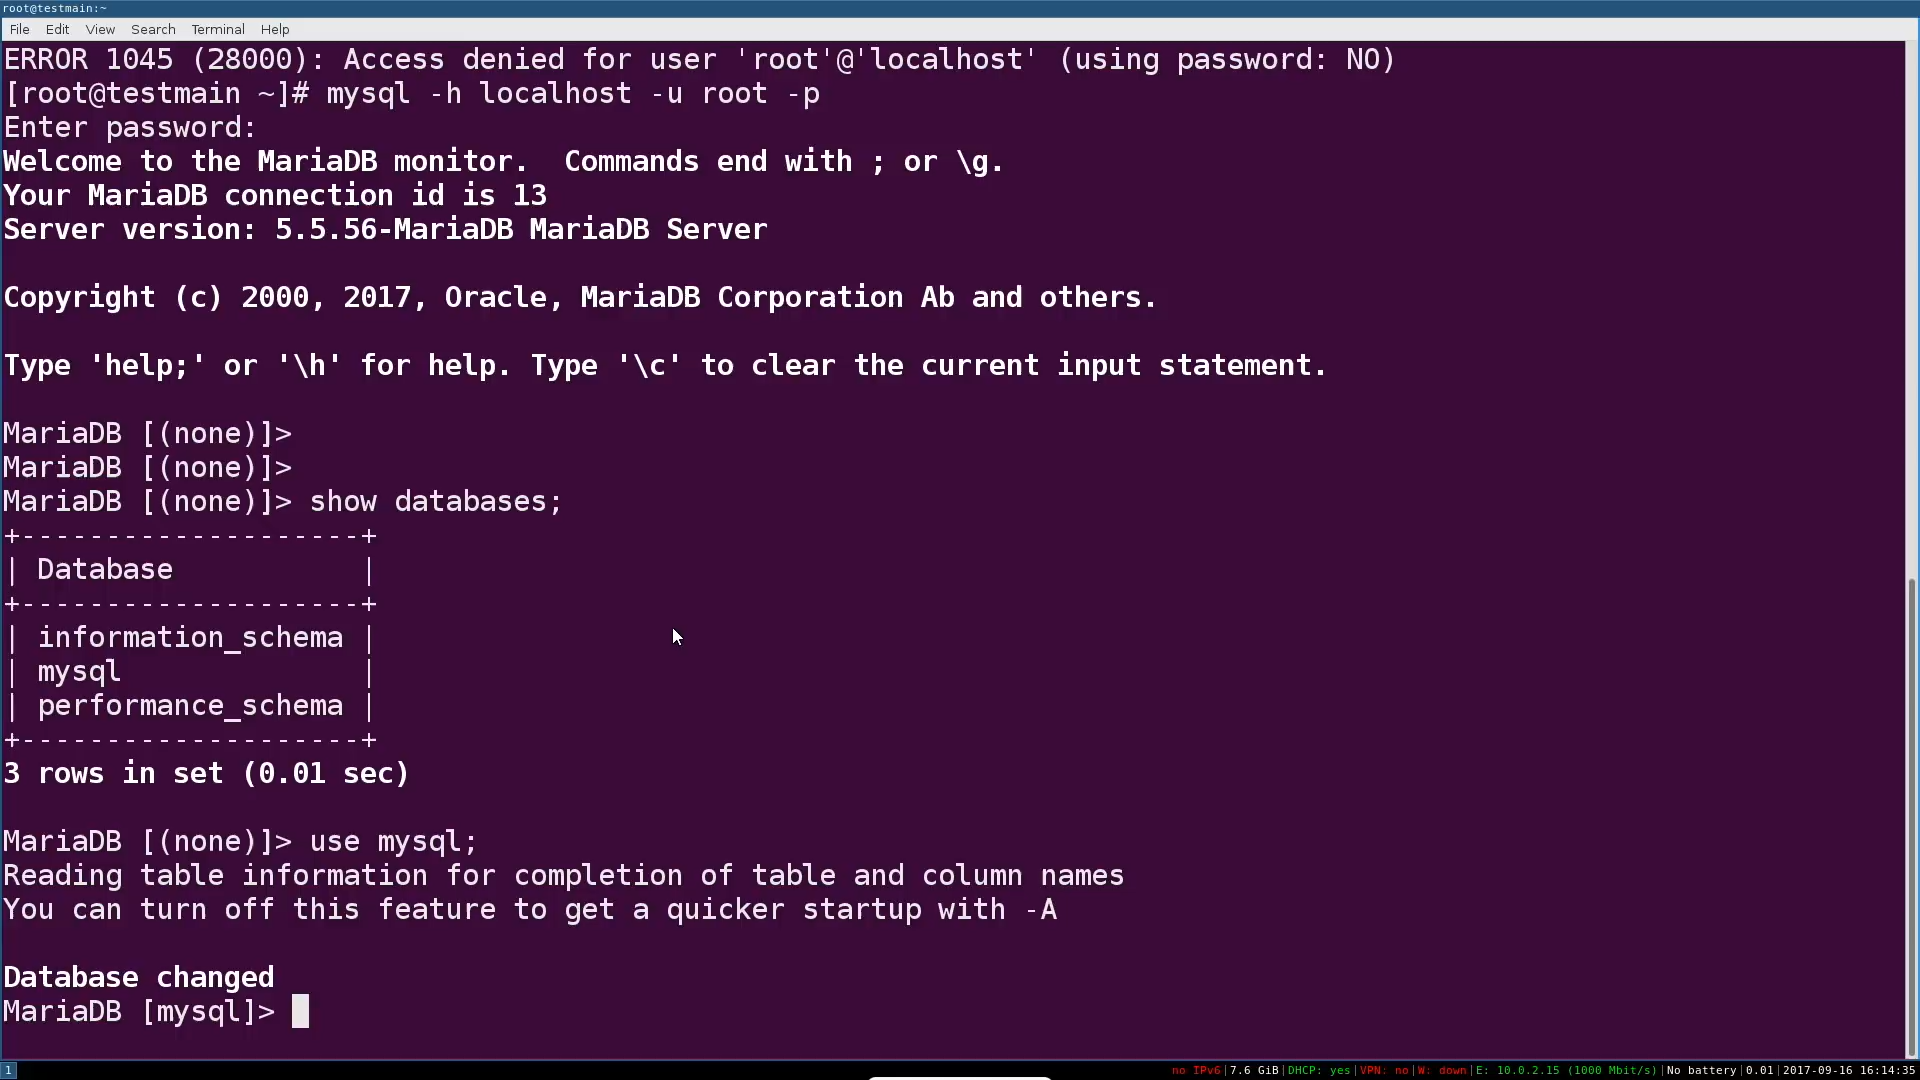 root@testmain:~
File Edit View Search Terminal Help
ERROR 1045 (28000): Access denied for user 'root'@'localhost' (using password: NO)
[root@testmain ~]# mysql -h localhost -u root -p
Enter password:
Welcome to the MariaDB monitor.  Commands end with ; or \g.
Your MariaDB connection id is 13
Server version: 5.5.56-MariaDB MariaDB Server
Copyright (c) 2000, 2017, Oracle, MariaDB Corporation Ab and others.
Type 'help;' or '\h' for help. Type '\c' to clear the current input statement.
MariaDB [(none)]>
MariaDB [(none)]>
MariaDB [(none)]> show databases;
+--------------------+
| Database           |
+--------------------+
| information_schema |
| mysql              |
| performance_schema |
+--------------------+
3 rows in set (0.01 sec)
MariaDB [(none)]> use mysql;
Reading table information for completion of table and column names
You can turn off this feature to get a quicker startup with -A
Database changed
MariaDB [mysql]>
1 no IPv6|7.6 GiB|DHCP: yes|VPN: no|W: down|E: 10.0.2.15 (1000 Mbit/s)|No battery|0.01|2017-09-16 16:14:35